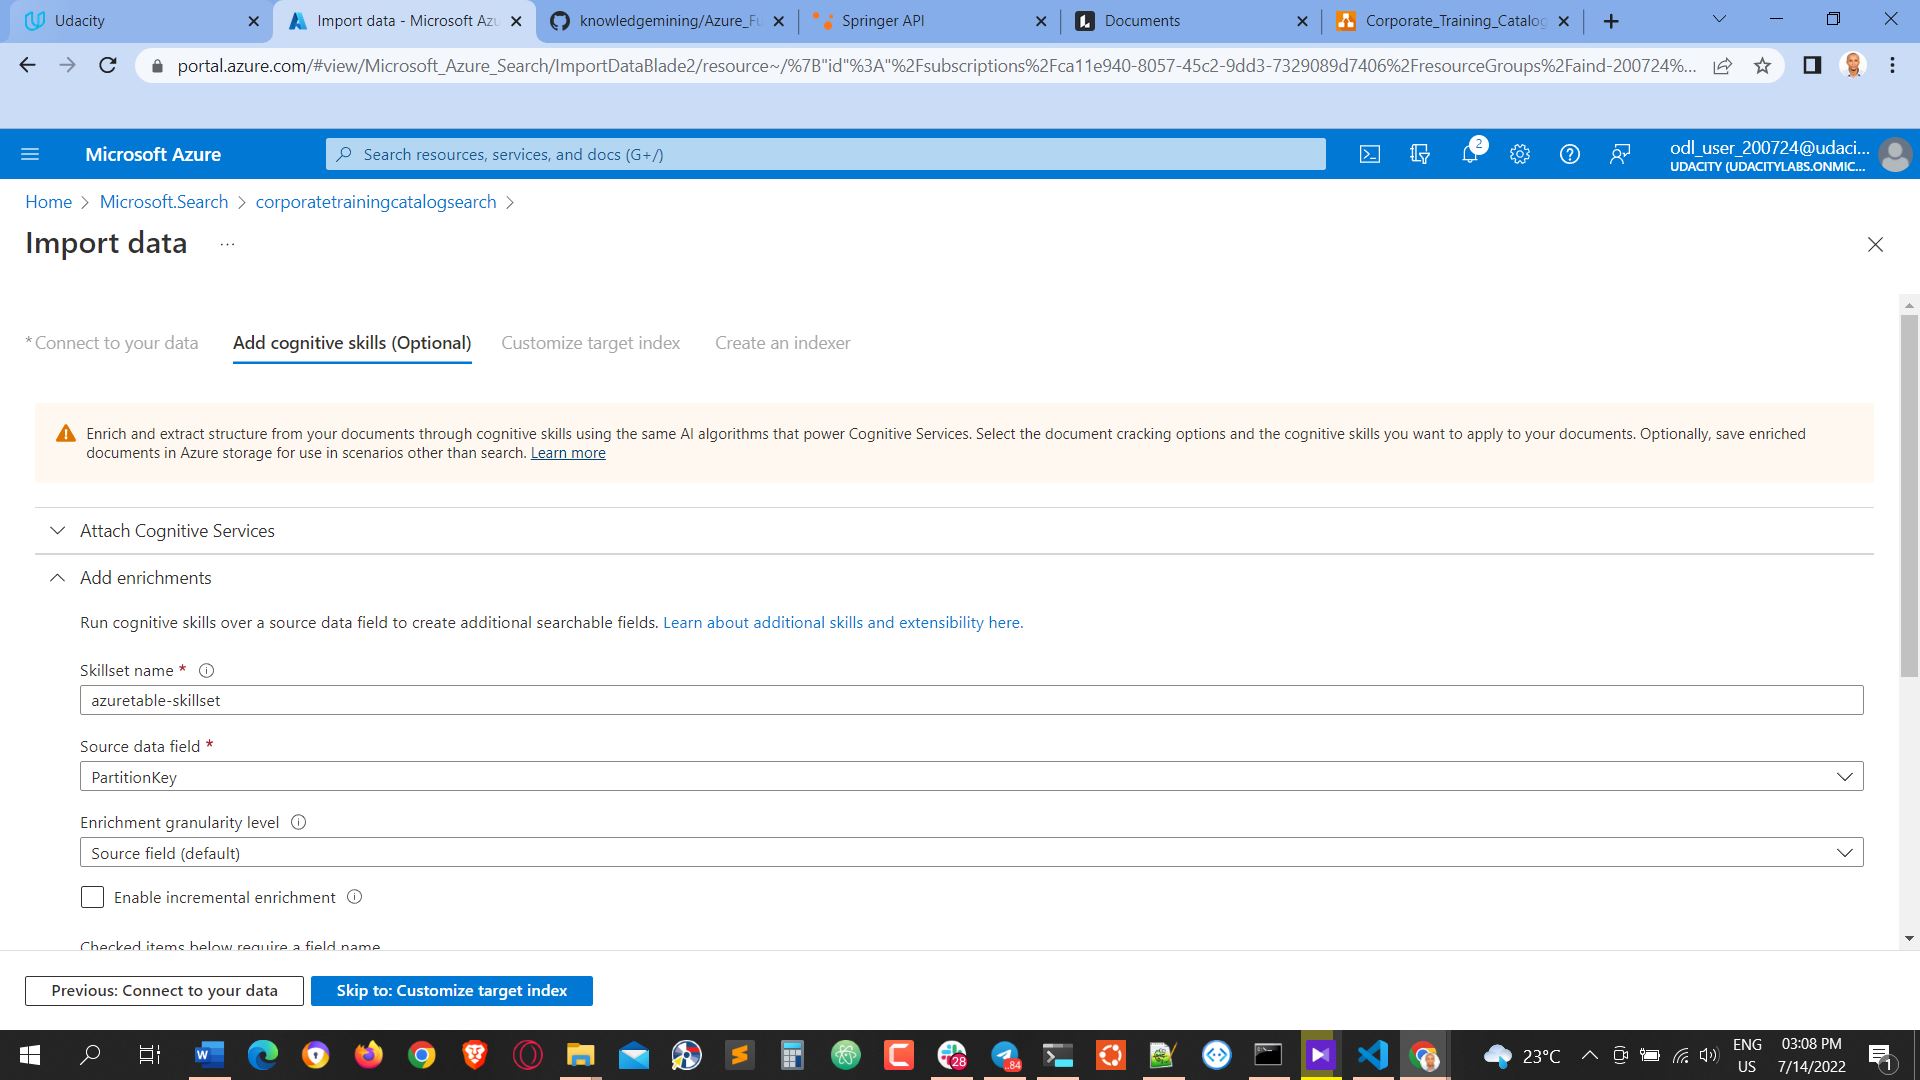 Udacity
Import data - Microsoft Azu
knowledgemining/Azure_Fu
Springer API
Documents
Corporate_Training_Catalog
portal.azure.com/#view/Microsoft_Azure_Search/ImportDataBlade2/resource~/%7B"id"%3A"%2Fsubscriptions%2Fca11e940-8057-45c2-9dd3-7329089d7406%2FresourceGroups%2Faind-200724%...
Microsoft Azure
Search resources, services, and docs (G+/)
2
odl_user_200724@udaci...
UDACITY (UDACITYLABS.ONMIC...
Home > Microsoft.Search > corporatetrainingcatalogsearch >
Import data ...
* Connect to your data
Add cognitive skills (Optional)
Customize target index
Create an indexer
Enrich and extract structure from your documents through cognitive skills using the same AI algorithms that power Cognitive Services. Select the document cracking options and the cognitive skills you want to apply to your documents. Optionally, save enriched
documents in Azure storage for use in scenarios other than search. Learn more
Attach Cognitive Services
Add enrichments
Run cognitive skills over a source data field to create additional searchable fields. Learn about additional skills and extensibility here.
Skillset name *
azuretable-skillset
Source data field *
PartitionKey
Enrichment granularity level
Source field (default)
Enable incremental enrichment
Checked items below require a field name
Previous: Connect to your data
Skip to: Customize target index
28
84
23°C
ENG
US
03:08 PM
7/14/2022
1